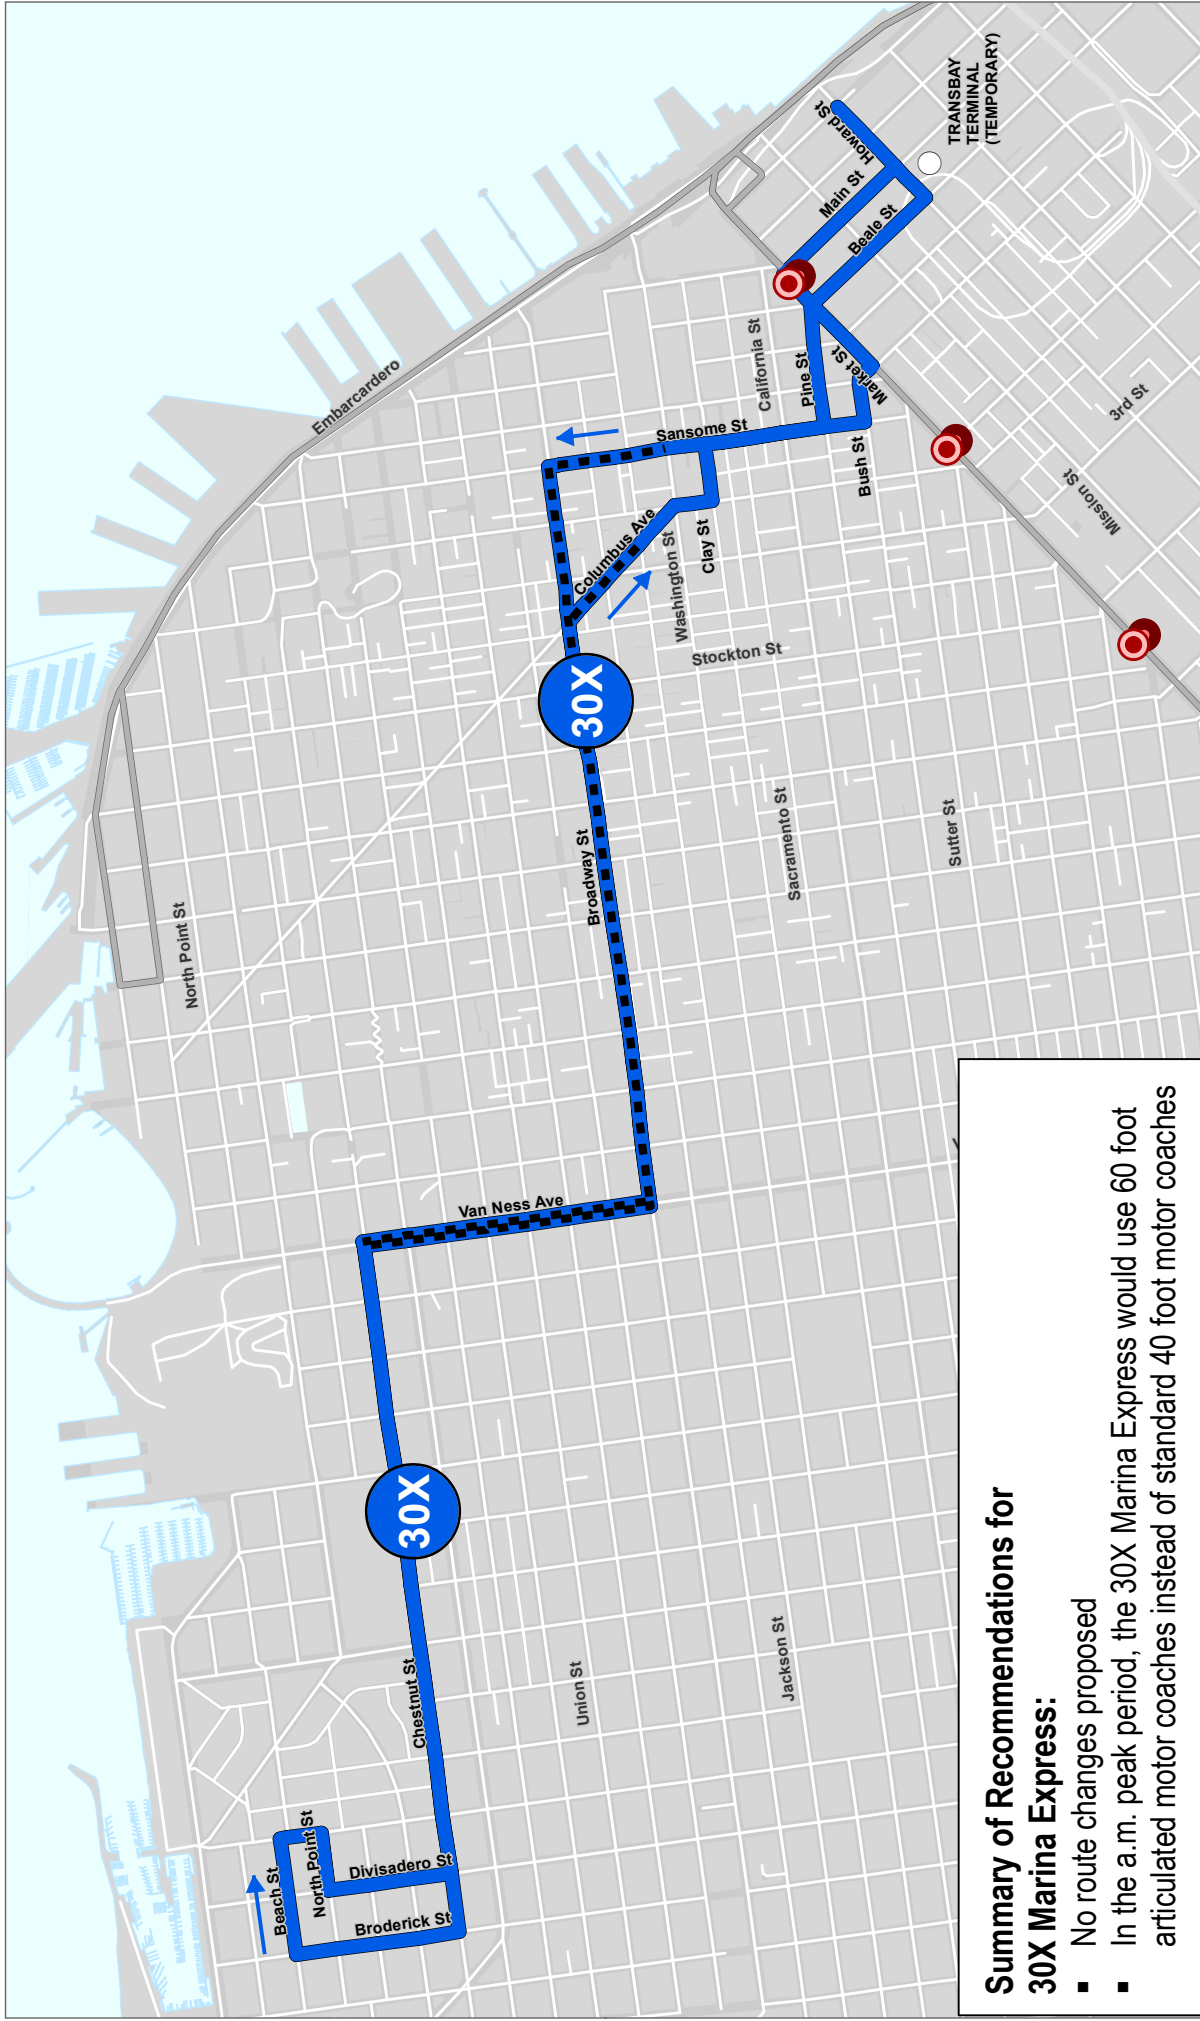 Embarcardero
TRANSBAY
TERMINAL
(TEMPORARY)
Howard St
Main St
Beale St
California St
Pine St
Market St
Sansome St
Bush St
3rd St
Mission St
Columbus Ave
Washington St
Clay St
Stockton St
30X
Broadway St
Sacramento St
Sutter St
North Point St
Van Ness Ave
30X
Chestnut St
Union St
Jackson St
Beach St
North Point St
Divisadero St
Broderick St
Summary of Recommendations for
30X Marina Express:
▪ No route changes proposed
▪ In the a.m. peak period, the 30X Marina Express would use 60 foot
articulated motor coaches instead of standard 40 foot motor coaches